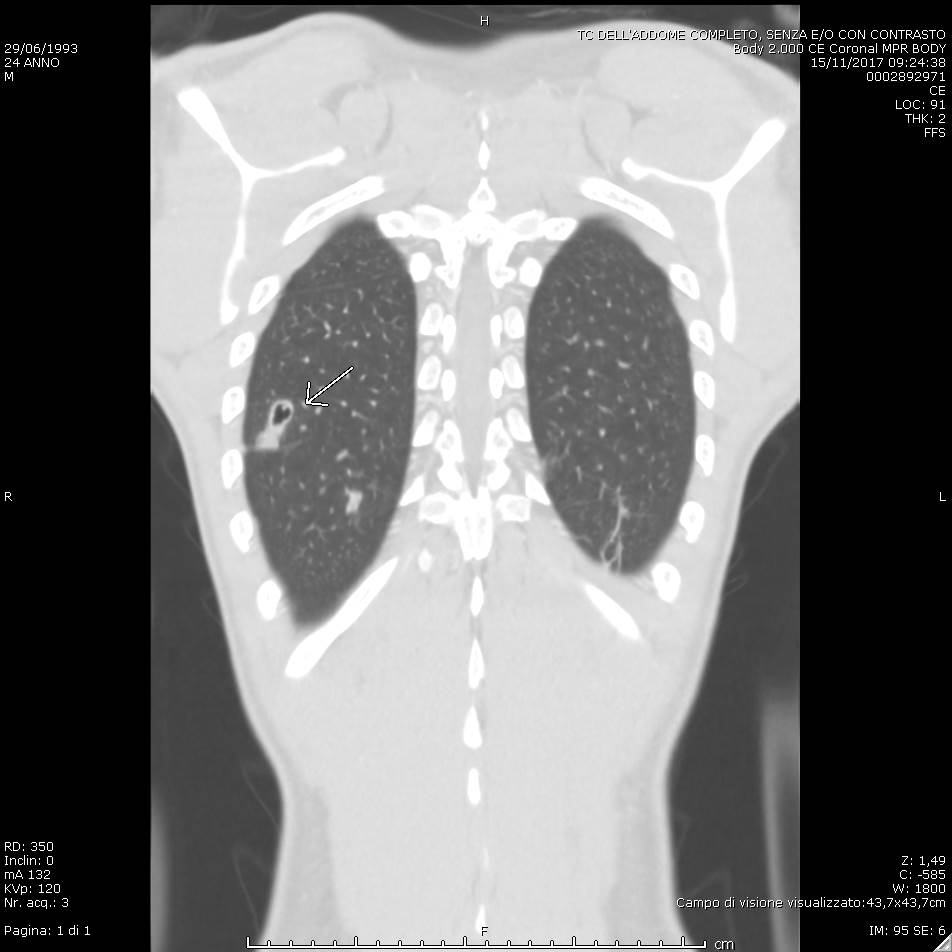 H
29/06/1993
24 ANNO
M
TC DELL'ADDOME COMPLETO, SENZA E/O CON CONTRASTO
Body 2.000 CE Coronal MPR BODY
15/11/2017 09:24:38
0002892971
CE
LOC: 91
THK: 2
FFS
R
L
RD: 350
Inclin: 0
mA 132
KVp: 120
Nr. acq.: 3
Pagina: 1 di 1
Z: 1,49
C: -585
W: 1800
Campo di visione visualizzato:43,7x43,7cm
IM: 95 SE: 6
F
cm